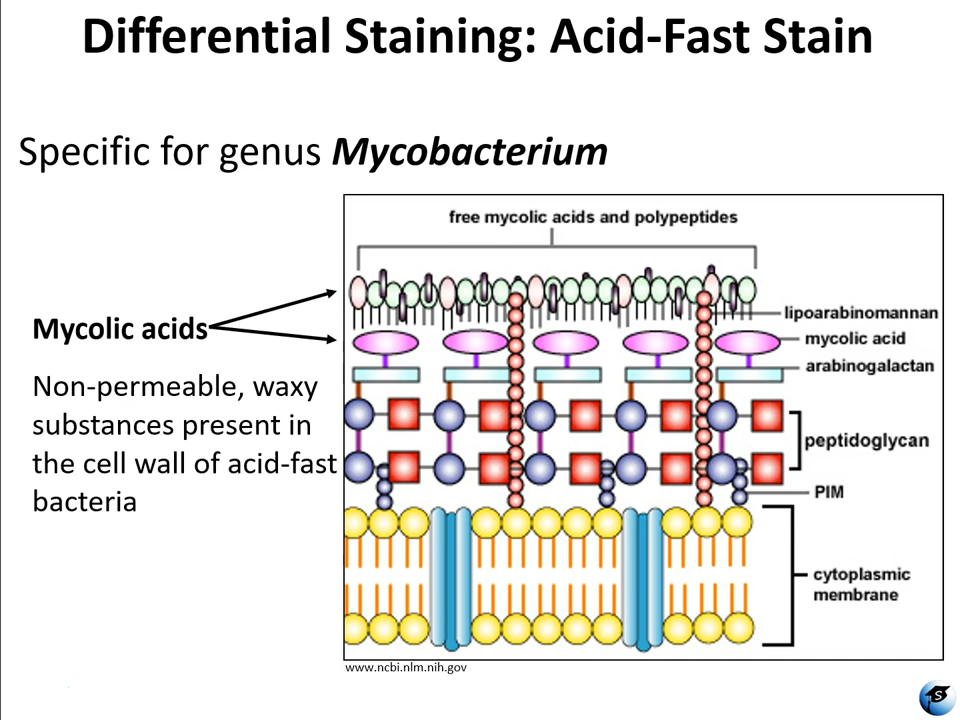 Differential Staining: Acid-Fast Stain
Specific for genus Mycobacterium
free mycolic acids and polypeptides
Mycolic acids
Non-permeable, waxy
substances present in
the cell wall of acid-fast
bacteria
lipoarabinomannan
mycolic acid
arabinogalactan
peptidoglycan
PIM
cytoplasmic
membrane
www.ncbi.nlm.nih.gov
S